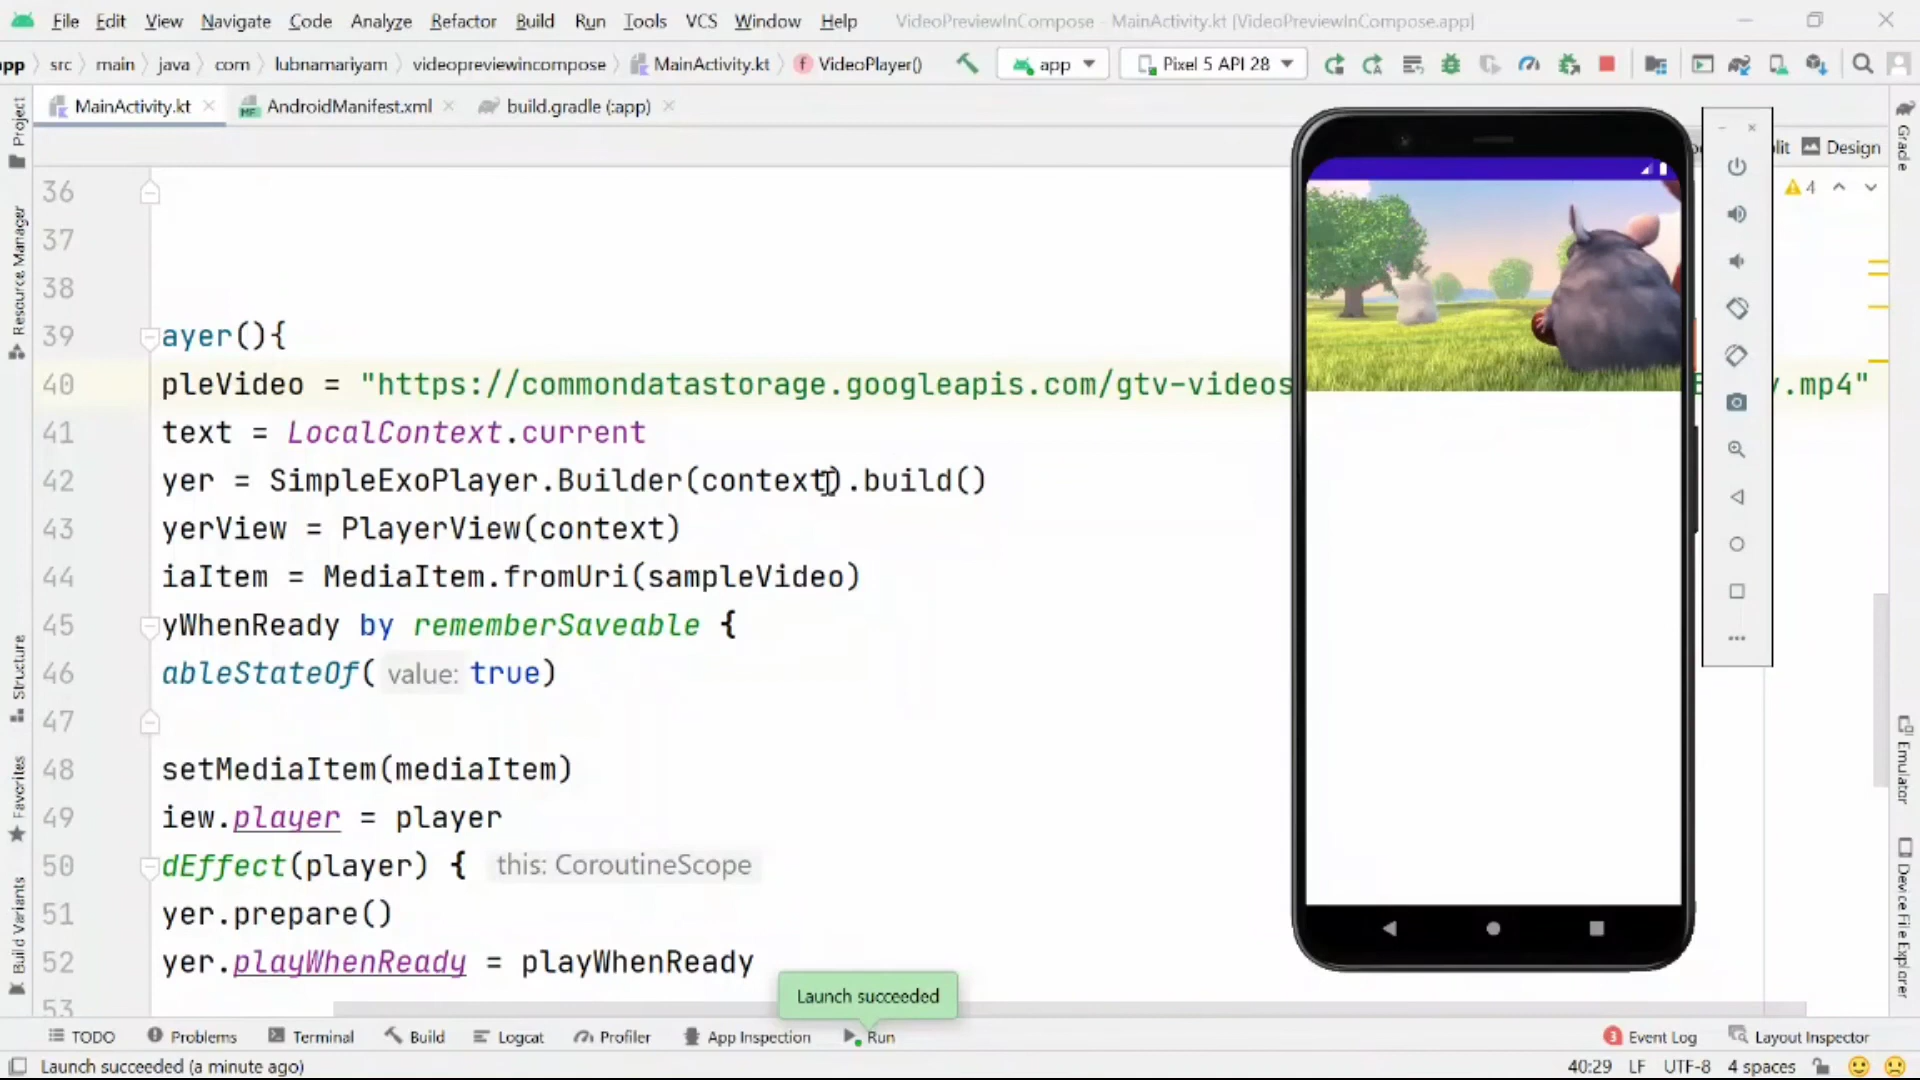 File Edit View Navigate Code Analyze Refactor Build Run Tools VCS Window Help VideoPreviewInCompose - MainActivity.kt [VideoPreviewInCompose.app]
app src main java com lubnamariyam videopreviewincompose MainActivity.kt VideoPlayer() app Pixel 5 API 28
MainActivity.kt AndroidManifest.xml build.gradle (:app)
Design
4
36
37
38
39 ayer(){
40 pleVideo = "https://commondatastorage.googleapis.com/gtv-videos y.mp4"
41 text = LocalContext.current
42 yer = SimpleExoPlayer.Builder(context).build()
43 yerView = PlayerView(context)
44 iaItem = MediaItem.fromUri(sampleVideo)
45 yWhenReady by rememberSaveable {
46 ableStateOf( value: true)
47
48 setMediaItem(mediaItem)
49 iew.player = player
50 dEffect(player) { this: CoroutineScope
51 yer.prepare()
52 yer.playWhenReady = playWhenReady
53
Launch succeeded
Project
Resource Manager
Structure
Favorites
Build Variants
Gradle
Emulator
Device File Explorer
TODO Problems Terminal Build Logcat Profiler App Inspection Run 3 Event Log Layout Inspector
Launch succeeded (a minute ago) 40:29 LF UTF-8 4 spaces